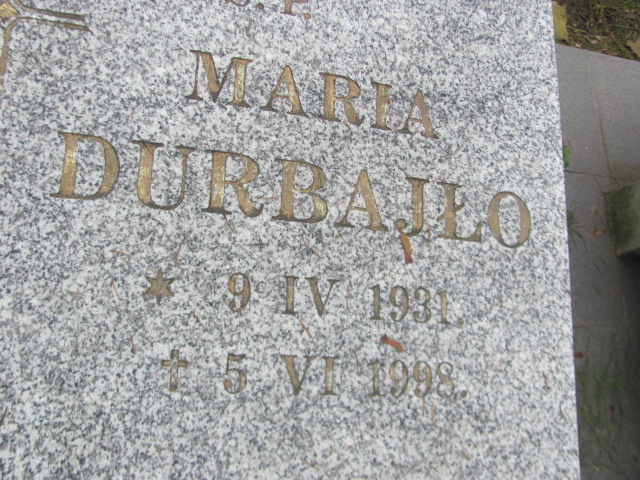 Ś.P.
MARIA
DURBAJŁO
* 9 IV 1931.
† 5 VI 1998.